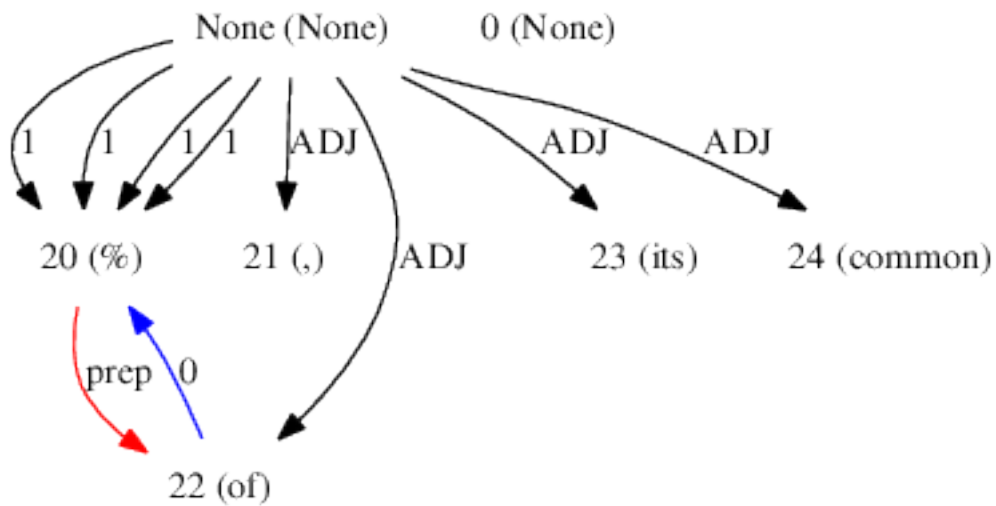 None (None) 0 (None)
1 1 1 1 ADJ ADJ ADJ
20 (%) 21 (,) ADJ 23 (its) 24 (common)
prep 0
22 (of)